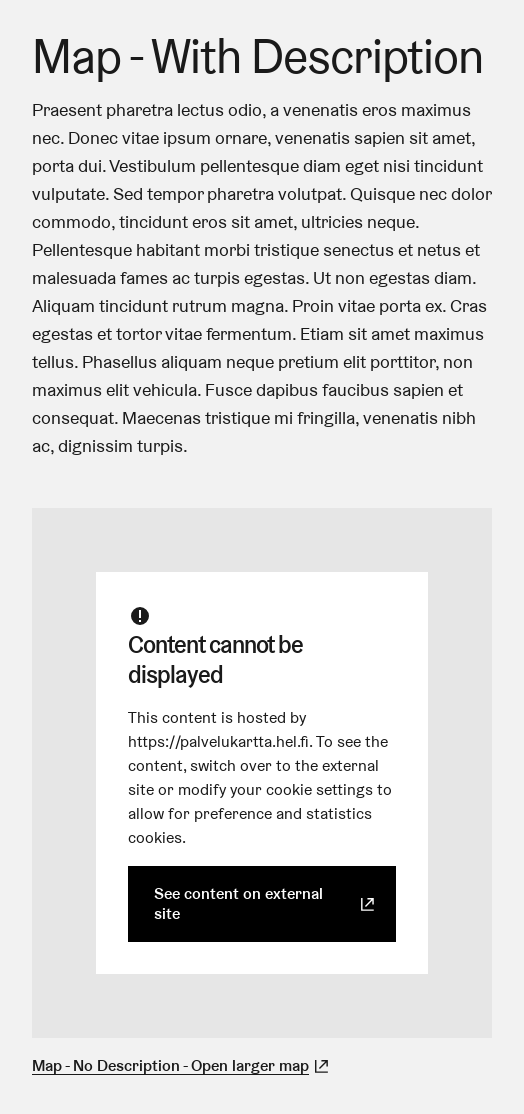 Map - With Description
Praesent pharetra lectus odio, a venenatis eros maximus
nec. Donec vitae ipsum ornare, venenatis sapien sit amet,
porta dui. Vestibulum pellentesque diam eget nisi tincidunt
vulputate. Sed tempor pharetra volutpat. Quisque nec dolor
commodo, tincidunt eros sit amet, ultricies neque.
Pellentesque habitant morbi tristique senectus et netus et
malesuada fames ac turpis egestas. Ut non egestas diam.
Aliquam tincidunt rutrum magna. Proin vitae porta ex. Cras
egestas et tortor vitae fermentum. Etiam sit amet maximus
tellus. Phasellus aliquam neque pretium elit porttitor, non
maximus elit vehicula. Fusce dapibus faucibus sapien et
consequat. Maecenas tristique mi fringilla, venenatis nibh
ac, dignissim turpis.
Content cannot be
displayed
This content is hosted by
https://palvelukartta.hel.fi. To see the
content, switch over to the external
site or modify your cookie settings to
allow for preference and statistics
cookies.
See content on external
site
Map - No Description - Open larger map